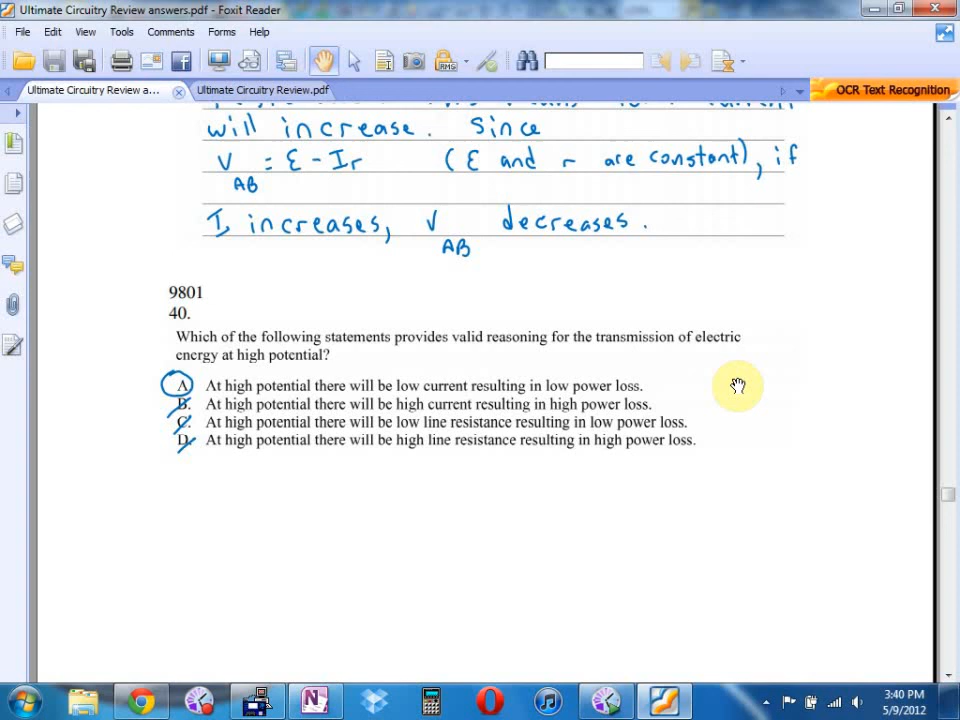 Ultimate Circuitry Review answers.pdf - Foxit Reader
File Edit View Tools Comments Forms Help
Ultimate Circuitry Review a... Ultimate Circuitry Review.pdf OCR Text Recognition
will increase. Since
V AB = ε - Ir (ε and r are constant), if
I, increases, V AB decreases.
9801
40.
Which of the following statements provides valid reasoning for the transmission of electric
energy at high potential?
A. At high potential there will be low current resulting in low power loss.
B. At high potential there will be high current resulting in high power loss.
C. At high potential there will be low line resistance resulting in low power loss.
D. At high potential there will be high line resistance resulting in high power loss.
3:40 PM
5/9/2012